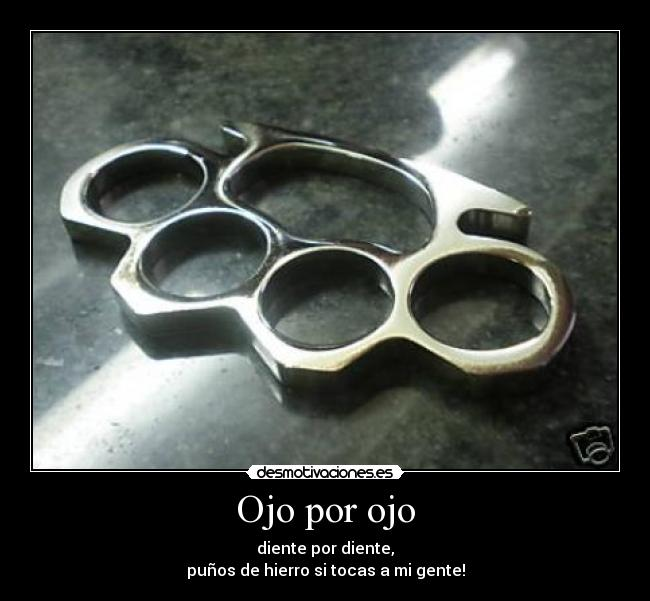 desmotivaciones.es
Ojo por ojo
diente por diente,
puños de hierro si tocas a mi gente!